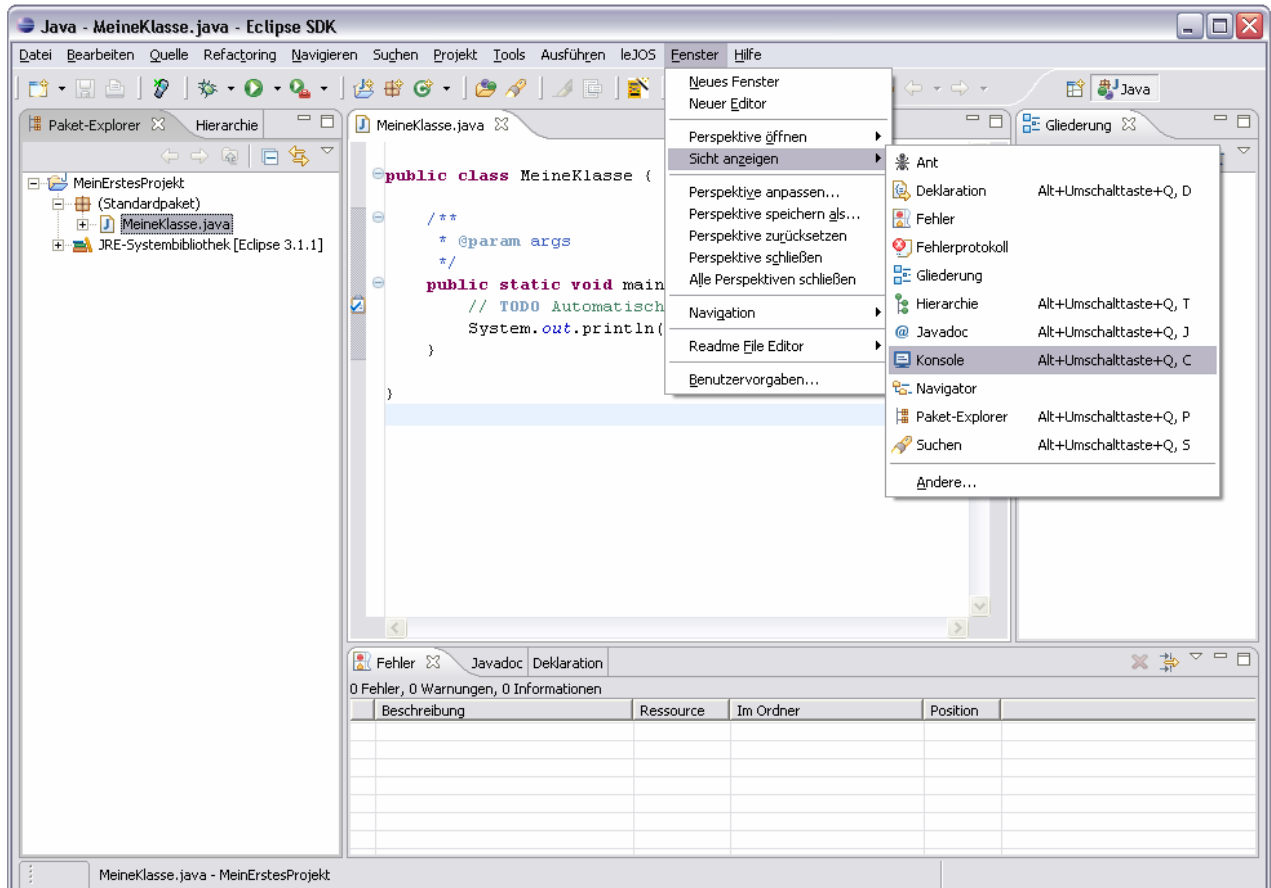 Java - MeineKlasse.java - Eclipse SDK
Datei Bearbeiten Quelle Refactoring Navigieren Suchen Projekt Tools Ausführen leJOS Fenster Hilfe
Java
Paket-Explorer Hierarchie
MeinErstesProjekt
(Standardpaket)
MeineKlasse.java
JRE-Systembibliothek [Eclipse 3.1.1]
MeineKlasse.java
public class MeineKlasse {
/**
* @param args
*/
public static void main
// TODO Automatisch
System.out.println(
}
}
Neues Fenster
Neuer Editor
Perspektive öffnen
Sicht anzeigen
Perspektive anpassen...
Perspektive speichern als...
Perspektive zurücksetzen
Perspektive schließen
Alle Perspektiven schließen
Navigation
Readme File Editor
Benutzervorgaben...
Gliederung
Ant
Deklaration Alt+Umschalttaste+Q, D
Fehler
Fehlerprotokoll
Gliederung
Hierarchie Alt+Umschalttaste+Q, T
Javadoc Alt+Umschalttaste+Q, J
Konsole Alt+Umschalttaste+Q, C
Navigator
Paket-Explorer Alt+Umschalttaste+Q, P
Suchen Alt+Umschalttaste+Q, S
Andere...
Fehler Javadoc Deklaration
0 Fehler, 0 Warnungen, 0 Informationen
Beschreibung Ressource Im Ordner Position
MeineKlasse.java - MeinErstesProjekt